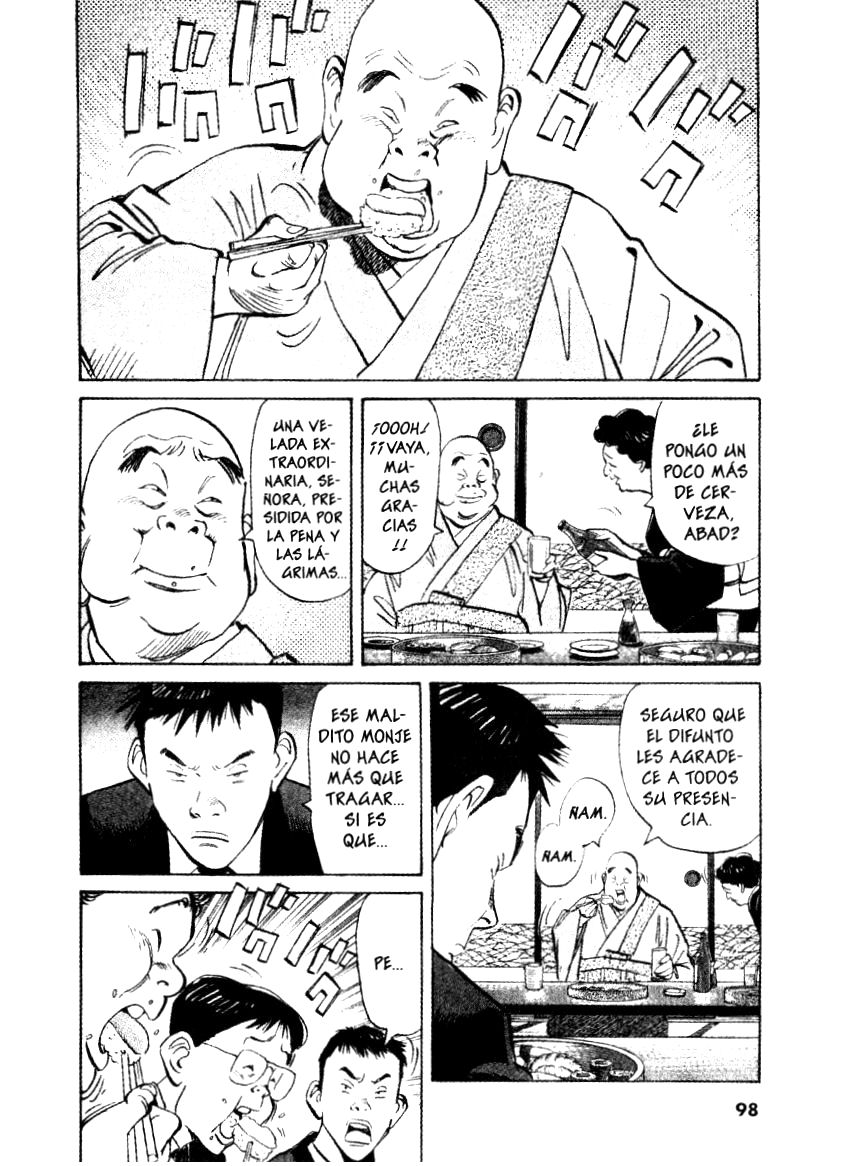 ¿LE
PONGO UN
POCO MÁS
DE CER-
VEZA,
ABAD?
¡OOOH!
¡¡VAYA,
MU-
CHAS
GRA-
CIAS
!!
UNA VE-
LADA EX-
TRAORDI-
NARIA, SE-
ÑORA, PRE-
SIDIDA POR
LA PENA Y
LAS LÁ-
GRIMAS...
SEGURO QUE
EL DIFUNTO
LES AGRADE-
CE A TODOS
SU PRESEN-
CIA.
ÑAM.
ÑAM.
ESE MAL-
DITO MONJE
NO HACE
MÁS QUE
TRAGAR...
SI ES
QUE...
PE...
98